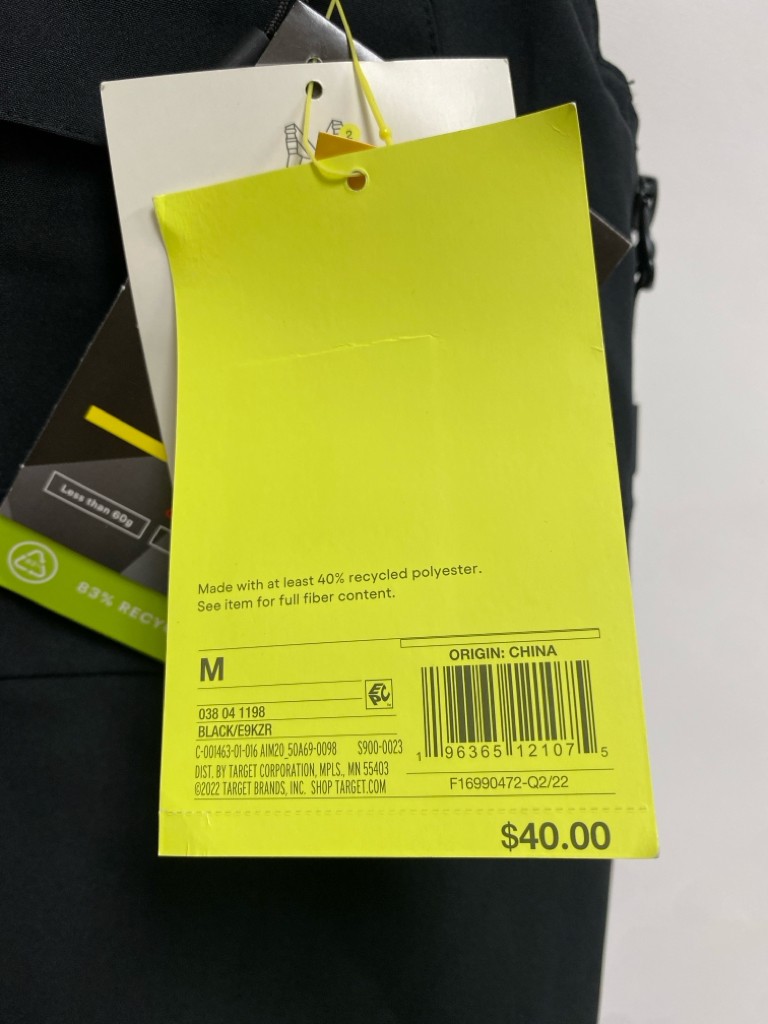 2
Less than 60g
83% RECY
Made with at least 40% recycled polyester.
See item for full fiber content.
M
ORIGIN: CHINA
EPC
038 04 1198
BLACK/E9KZR
C-001463-01-016 AIM20_50A69-0098 S900-0023
1 96365 12107 5
DIST. BY TARGET CORPORATION, MPLS., MN 55403
©2022 TARGET BRANDS, INC. SHOP TARGET.COM
F16990472-Q2/22
$40.00